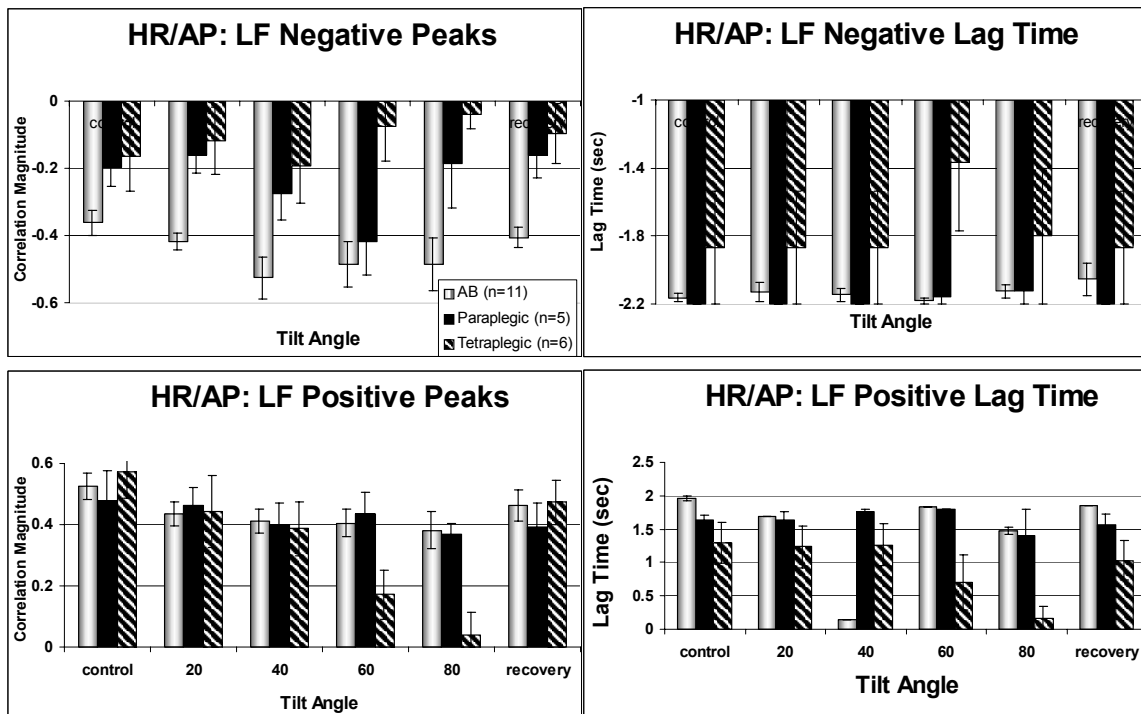 HR/AP: LF Negative Peaks
0
-0.2
-0.4
-0.6
Correlation Magnitude
AB (n=11)
Paraplegic (n=5)
Tetraplegic (n=6)
Tilt Angle
HR/AP: LF Negative Lag Time
-1
-1.4
-1.8
-2.2
Lag Time (sec)
Tilt Angle
HR/AP: LF Positive Peaks
0.6
0.4
0.2
0
Correlation Magnitude
control 20 40 60 80 recovery
Tilt Angle
HR/AP: LF Positive Lag Time
2.5
2
1.5
1
0.5
0
Lag Time (sec)
control 20 40 60 80 recovery
Tilt Angle